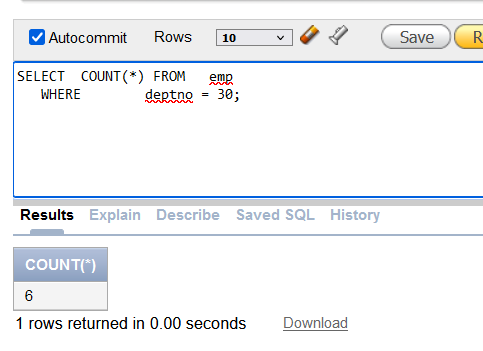 Autocommit Rows 10 Save
SELECT COUNT(*) FROM emp
WHERE deptno = 30;
Results Explain Describe Saved SQL History
COUNT(*)
6
1 rows returned in 0.00 seconds Download